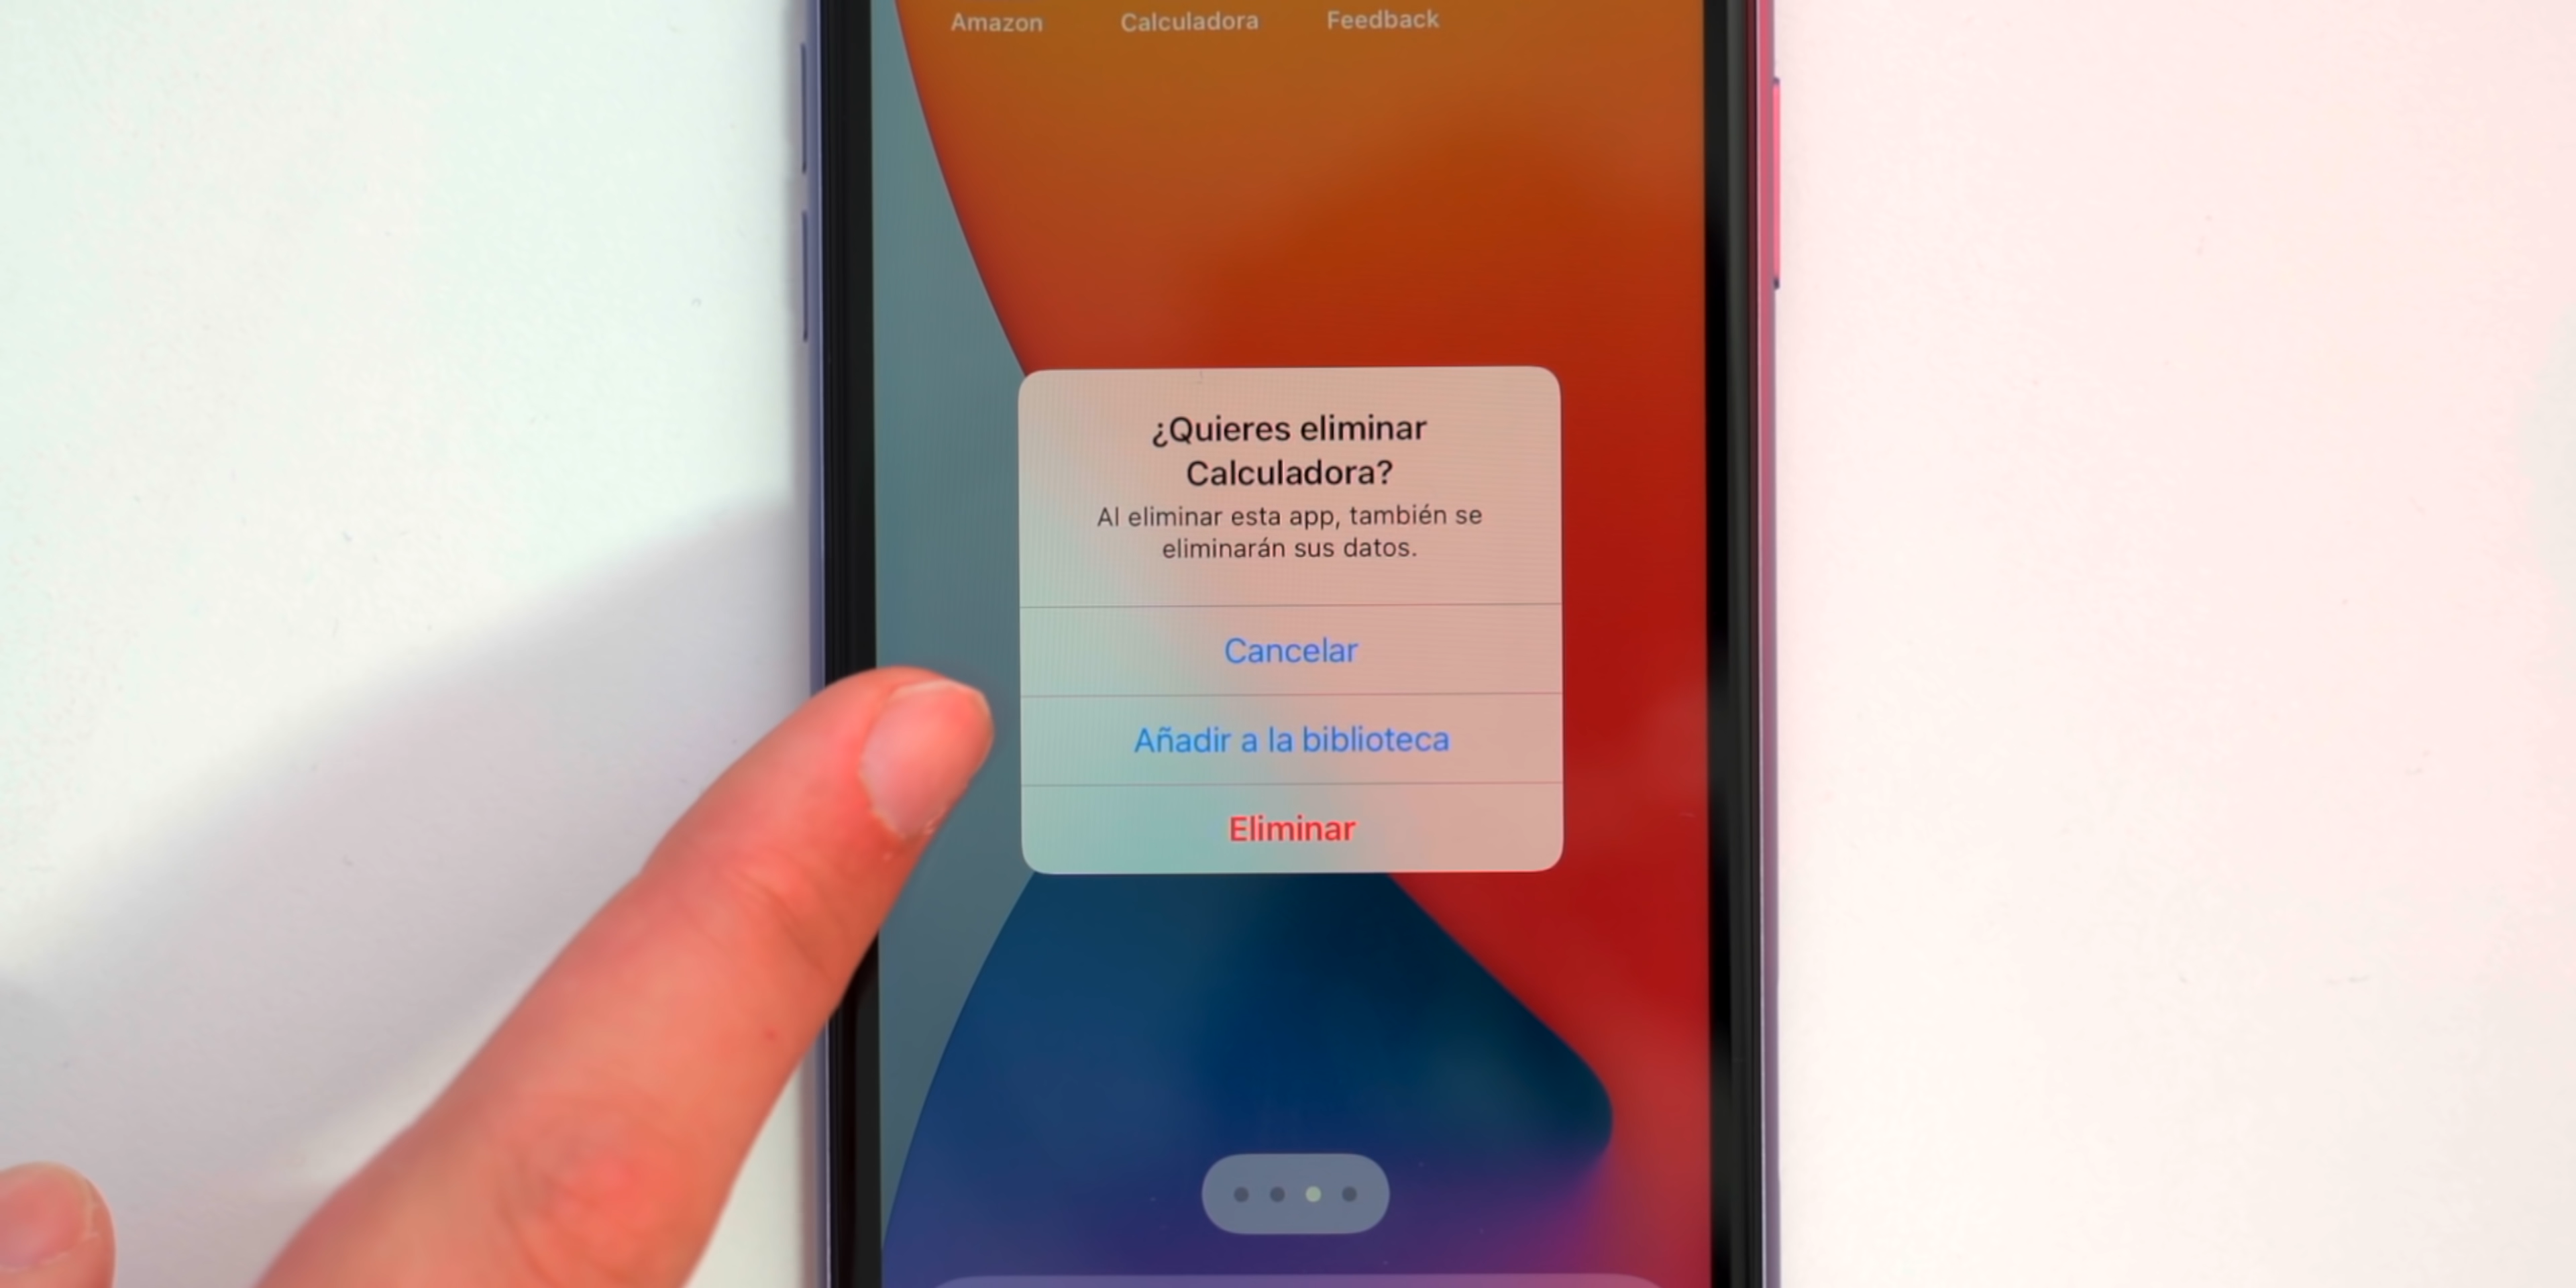 Amazon Calculadora Feedback
¿Quieres eliminar
Calculadora?
Al eliminar esta app, también se
eliminarán sus datos.
Cancelar
Añadir a la biblioteca
Eliminar